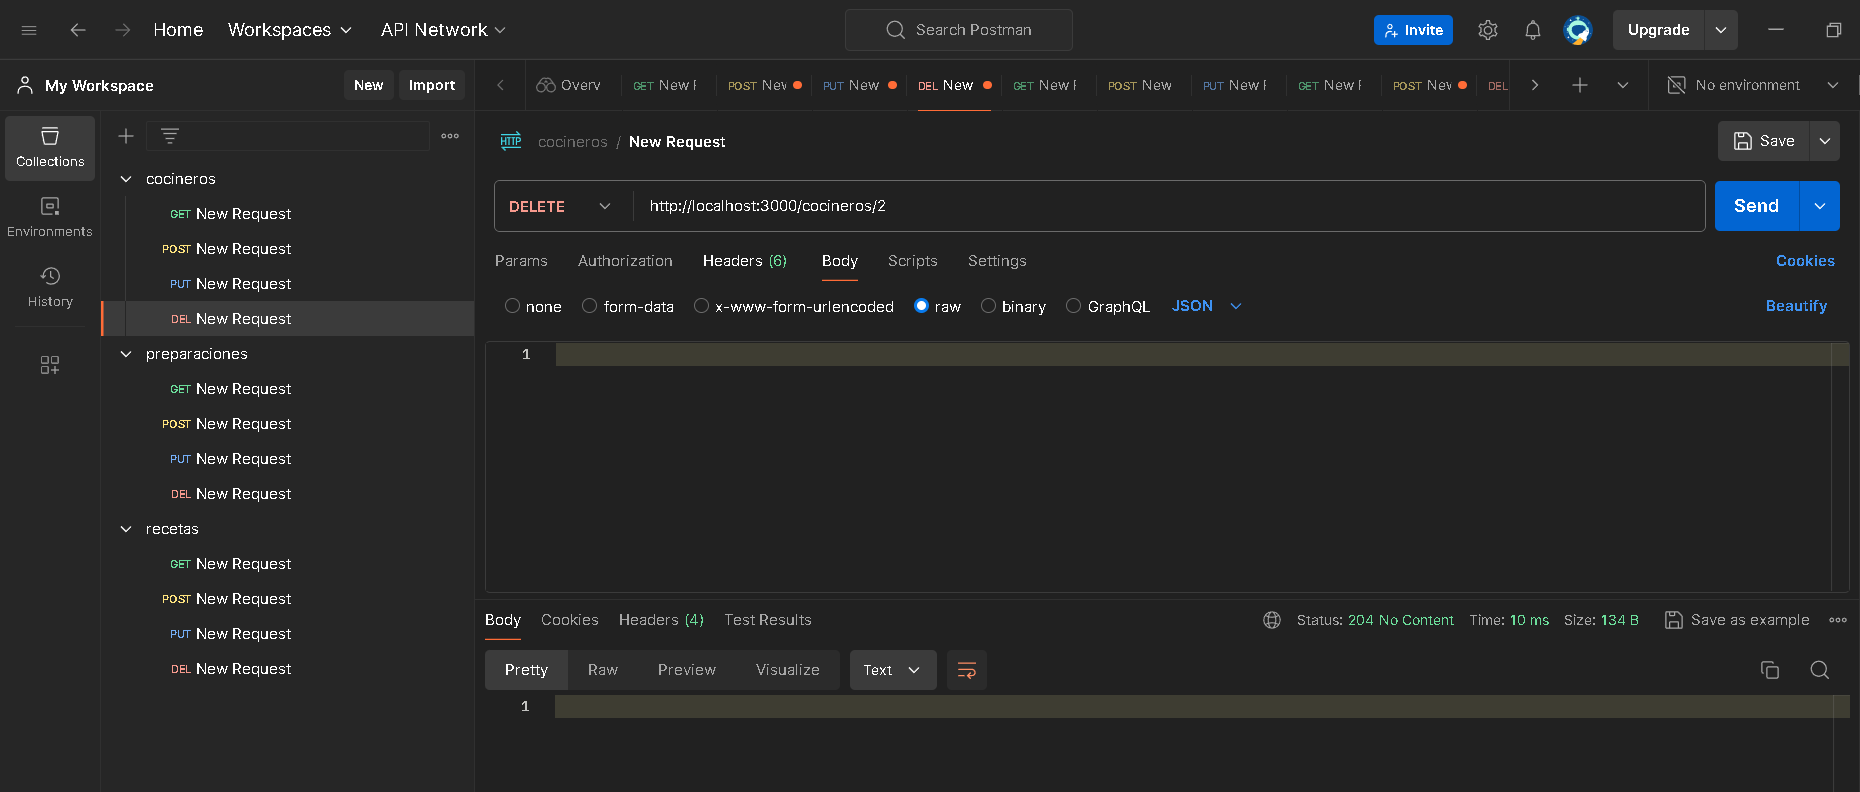 Home Workspaces API Network Search Postman Invite Upgrade
My Workspace New Import Overv GET New POST New PUT New DEL New GET New POST New PUT New GET New POST New DEL No environment
Collections
Environments
History
cocineros
GET New Request
POST New Request
PUT New Request
DEL New Request
preparaciones
GET New Request
POST New Request
PUT New Request
DEL New Request
recetas
GET New Request
POST New Request
PUT New Request
DEL New Request
HTTP cocineros / New Request Save
DELETE http://localhost:3000/cocineros/2 Send
Params Authorization Headers (6) Body Scripts Settings Cookies
none form-data x-www-form-urlencoded raw binary GraphQL JSON Beautify
1
Body Cookies Headers (4) Test Results Status: 204 No Content Time: 10 ms Size: 134 B Save as example
Pretty Raw Preview Visualize Text
1